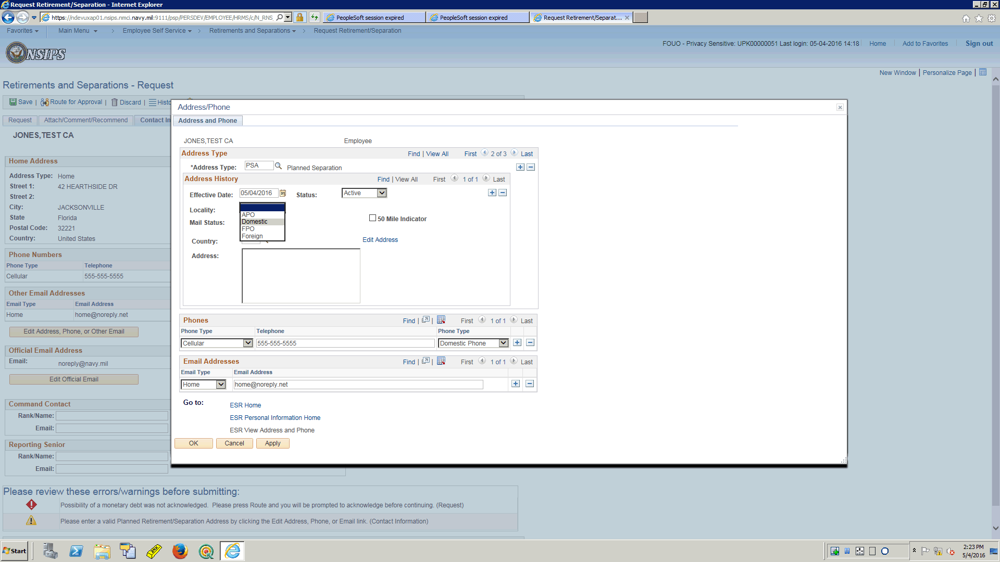 Request Retirement/Separation - Internet Explorer
https://ndevuxap01.nsips.nmci.navy.mil:9111/psp/PERSDEV/EMPLOYEE/HRMS/c/N_RNS_
PeopleSoft session expired
PeopleSoft session expired
Request Retirement/Separat...
Favorites
Main Menu > Employee Self Service > Retirements and Separations > Request Retirement/Separation
NSIPS
FOUO - Privacy Sensitive: UPK00000051 Last login: 05-04-2016 14:18
Home
Add to Favorites
Sign out
New Window | Personalize Page |
Retirements and Separations - Request
Save | Route for Approval | Discard | Histo
Request
Attach/Comment/Recommend
Contact In
JONES,TEST CA
Home Address
Address Type: Home
Street 1: 42 HEARTHSIDE DR
Street 2:
City: JACKSONVILLE
State Florida
Postal Code: 32221
Country: United States
Phone Numbers
Phone Type Telephone
Cellular 555-555-5555
Other Email Addresses
Email Type Email Address
Home home@noreply.net
Edit Address, Phone, or Other Email
Official Email Address
Email: noreply@navy.mil
Edit Official Email
Command Contact
Rank/Name:
Email:
Reporting Senior
Rank/Name:
Email:
Address/Phone
Address and Phone
JONES,TEST CA Employee
Address Type Find | View All First 2 of 3 Last
*Address Type: PSA Planned Separation
Address History Find | View All First 1 of 1 Last
Effective Date: 05/04/2016 31 Status: Active
Locality:
APO
Domestic
FPO
Foreign
Mail Status:
50 Mile Indicator
Country:
Edit Address
Address:
Phones Find | | First 1 of 1 Last
Phone Type Telephone Phone Type
Cellular 555-555-5555 Domestic Phone
Email Addresses Find | | First 1 of 1 Last
Email Type Email Address
Home home@noreply.net
Go to:
ESR Home
ESR Personal Information Home
ESR View Address and Phone
OK Cancel Apply
Please review these errors/warnings before submitting:
Possibility of a monetary debt was not acknowledged. Please press Route and you will be prompted to acknowledge before continuing. (Request)
Please enter a valid Planned Retirement/Separation Address by clicking the Edit Address, Phone, or Email link. (Contact Information)
Start
2:23 PM
5/4/2016